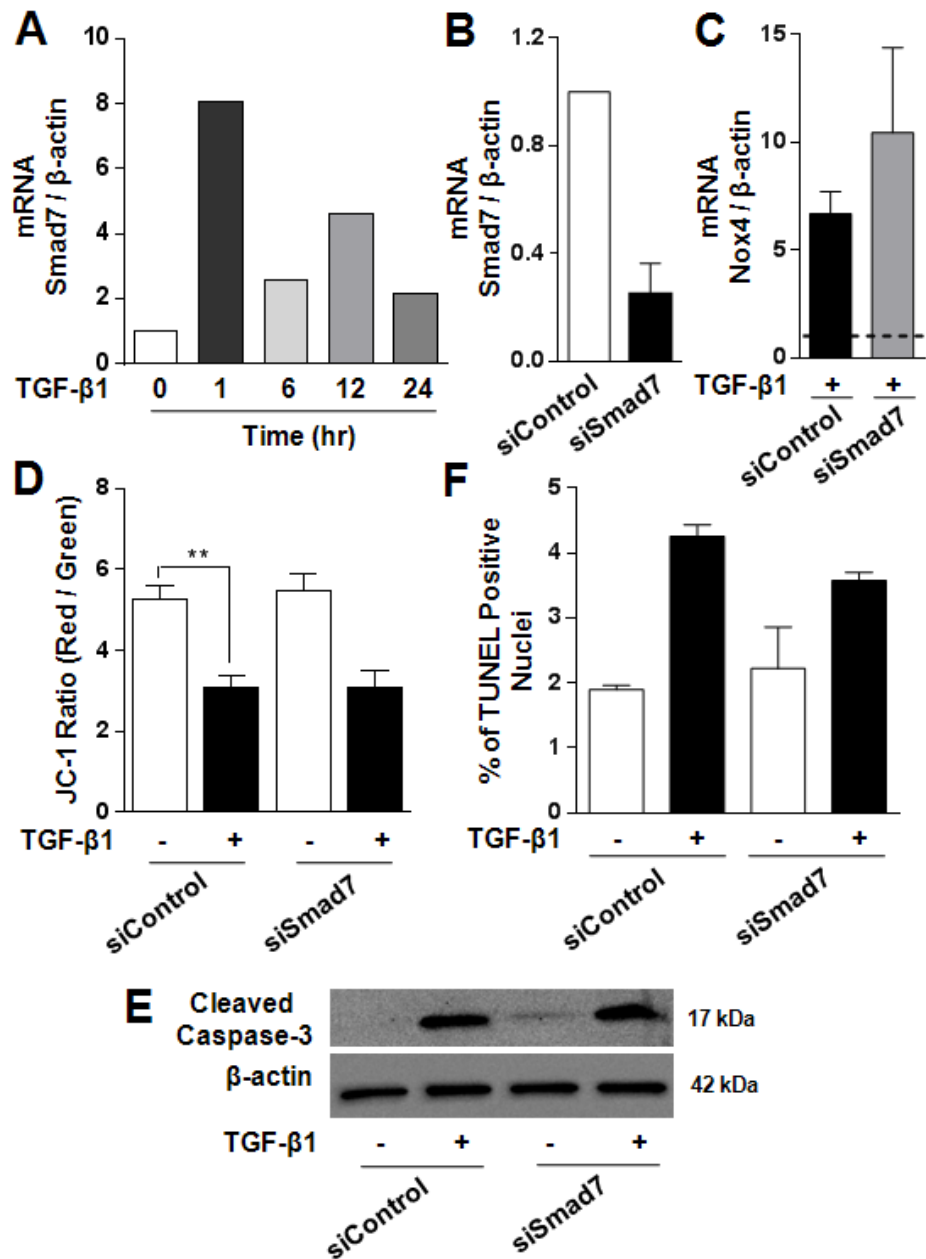 A
mRNA
Smad7 / β-actin
10
8
6
4
2
0
TGF-β1
0 1 6 12 24
Time (hr)
B
mRNA
Smad7 / β-actin
1.2
0.8
0.4
0.0
siControl
siSmad7
C
mRNA
Nox4 / β-actin
15
10
5
0
TGF-β1
+ +
siControl
siSmad7
D
JC-1 Ratio (Red / Green)
8
6
4
2
0
**
TGF-β1
- + - +
siControl
siSmad7
F
% of TUNEL Positive
Nuclei
5
4
3
2
1
0
TGF-β1
- + - +
siControl
siSmad7
E
Cleaved
Caspase-3
17 kDa
β-actin
42 kDa
TGF-β1
- + - +
siControl
siSmad7